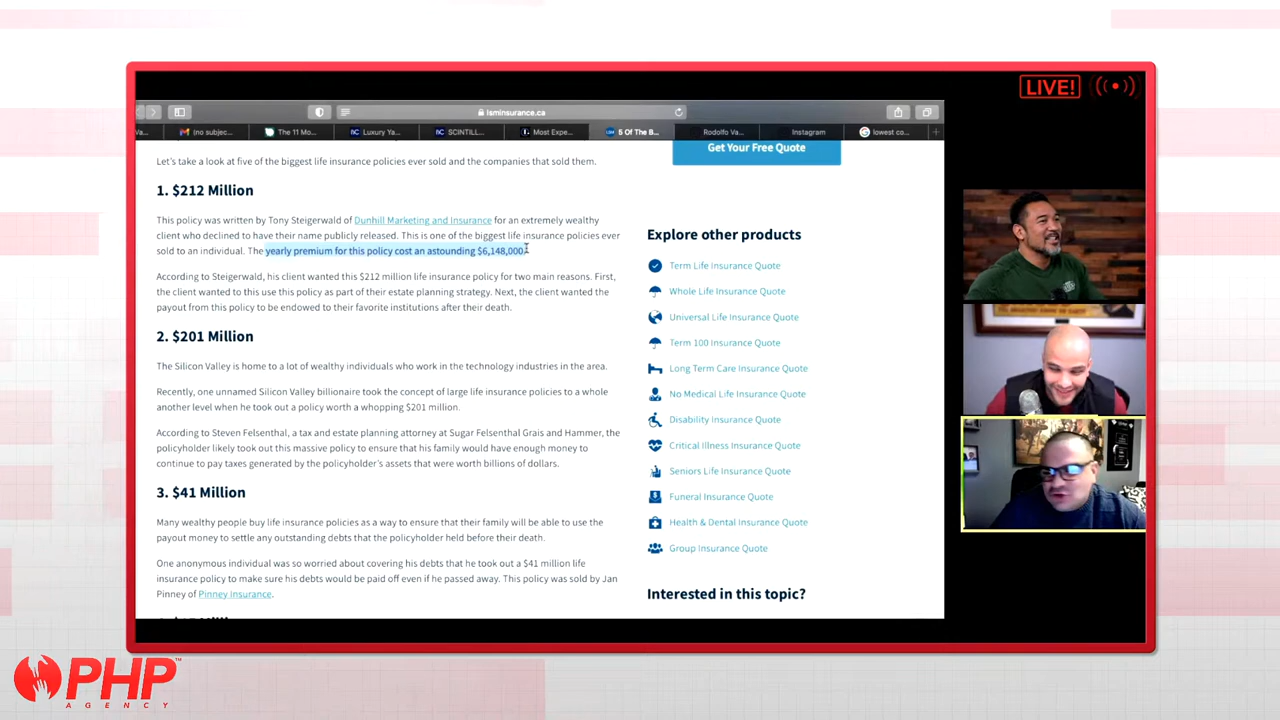 LIVE!
lsminsurance.ca
(no subjec...
The 11 Mo...
Luxury Ya...
SCINTILL...
Most Expe...
5 Of The B...
Rodolfo Va...
Instagram
lowest co...
Let's take a look at five of the biggest life insurance policies ever sold and the companies that sold them.
1. $212 Million
This policy was written by Tony Steigerwald of Dunhill Marketing and Insurance for an extremely wealthy
client who declined to have their name publicly released. This is one of the biggest life insurance policies ever
sold to an individual. The yearly premium for this policy cost an astounding $6,148,000.
According to Steigerwald, his client wanted this $212 million life insurance policy for two main reasons. First,
the client wanted to this use this policy as part of their estate planning strategy. Next, the client wanted the
payout from this policy to be endowed to their favorite institutions after their death.
2. $201 Million
The Silicon Valley is home to a lot of wealthy individuals who work in the technology industries in the area.
Recently, one unnamed Silicon Valley billionaire took the concept of large life insurance policies to a whole
another level when he took out a policy worth a whopping $201 million.
According to Steven Felsenthal, a tax and estate planning attorney at Sugar Felsenthal Grais and Hammer, the
policyholder likely took out this massive policy to ensure that his family would have enough money to
continue to pay taxes generated by the policyholder's assets that were worth billions of dollars.
3. $41 Million
Many wealthy people buy life insurance policies as a way to ensure that their family will be able to use the
payout money to settle any outstanding debts that the policyholder held before their death.
One anonymous individual was so worried about covering his debts that he took out a $41 million life
insurance policy to make sure his debts would be paid off even if he passed away. This policy was sold by Jan
Pinney of Pinney Insurance.
Get Your Free Quote
Explore other products
Term Life Insurance Quote
Whole Life Insurance Quote
Universal Life Insurance Quote
Term 100 Insurance Quote
Long Term Care Insurance Quote
No Medical Life Insurance Quote
Disability Insurance Quote
Critical Illness Insurance Quote
Seniors Life Insurance Quote
Funeral Insurance Quote
Health & Dental Insurance Quote
Group Insurance Quote
Interested in this topic?
PHP™
AGENCY